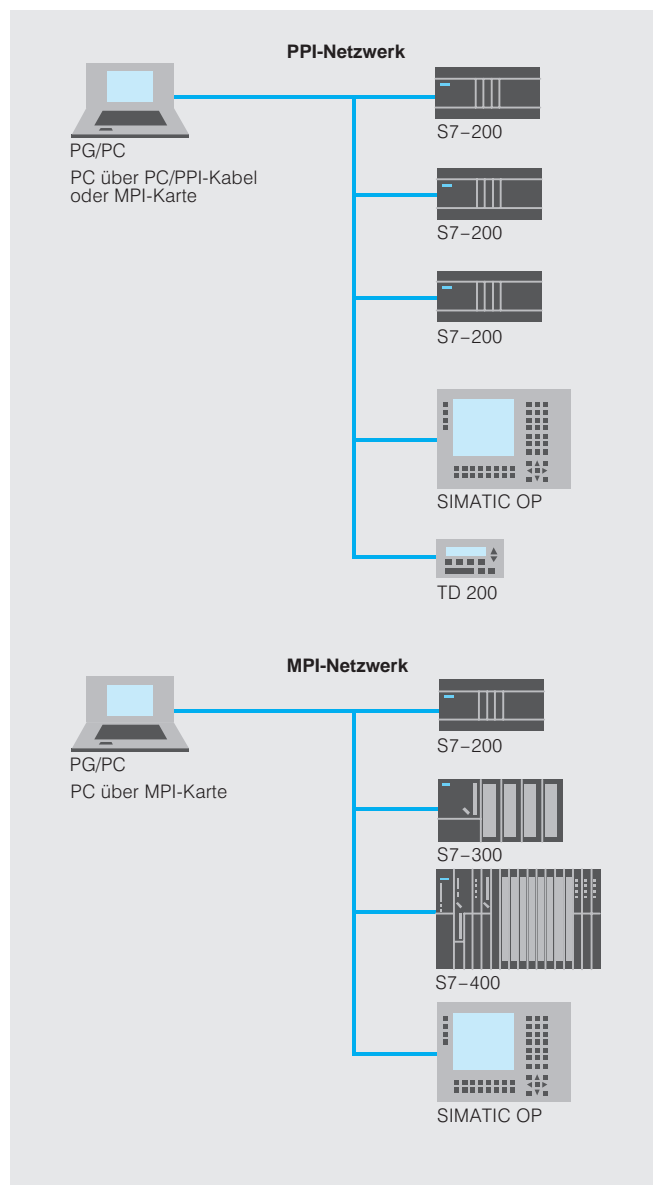 PPI-Netzwerk
PG/PC
PC über PC/PPI-Kabel
oder MPI-Karte
S7–200
S7–200
S7–200
SIMATIC OP
TD 200
MPI-Netzwerk
PG/PC
PC über MPI-Karte
S7–200
S7–300
S7–400
SIMATIC OP